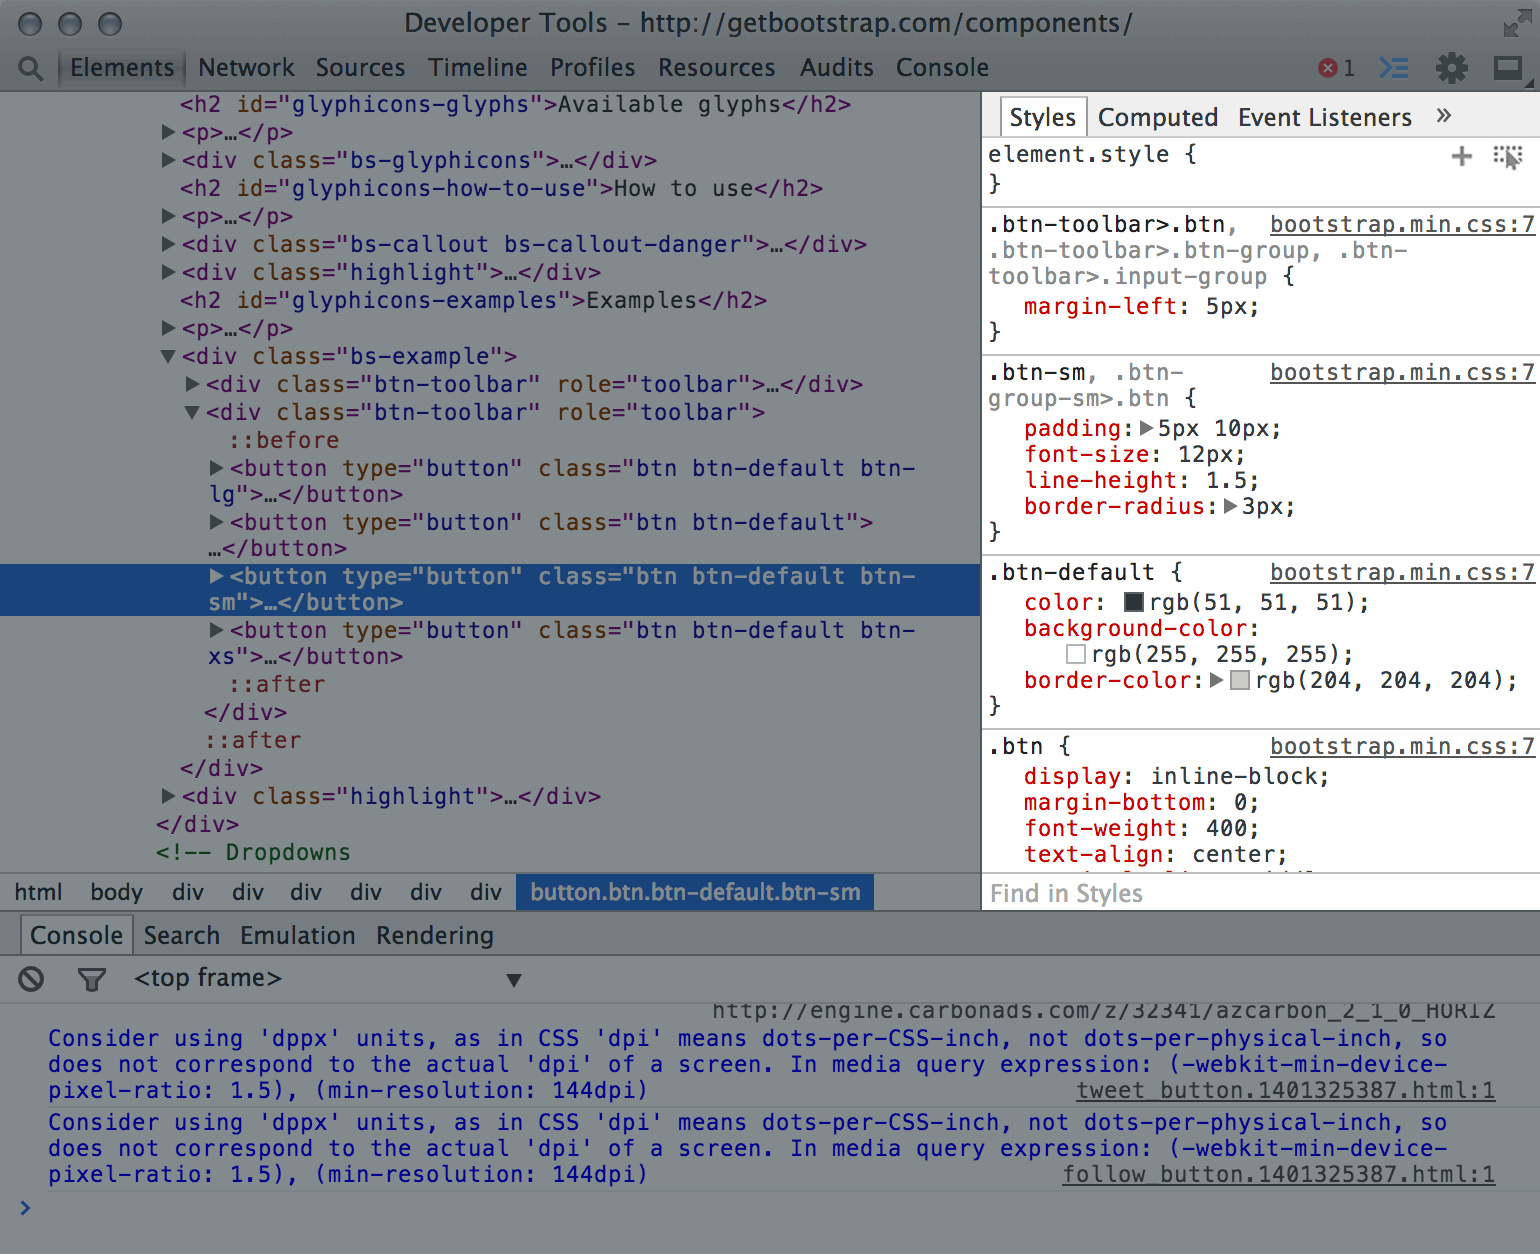 Developer Tools – http://getbootstrap.com/components/
Elements Network Sources Timeline Profiles Resources Audits Console 1
<h2 id="glyphicons-glyphs">Available glyphs</h2>
<p>…</p>
<div class="bs-glyphicons">…</div>
<h2 id="glyphicons-how-to-use">How to use</h2>
<p>…</p>
<div class="bs-callout bs-callout-danger">…</div>
<div class="highlight">…</div>
<h2 id="glyphicons-examples">Examples</h2>
<p>…</p>
<div class="bs-example">
<div class="btn-toolbar" role="toolbar">…</div>
<div class="btn-toolbar" role="toolbar">
::before
<button type="button" class="btn btn-default btn-
lg">…</button>
<button type="button" class="btn btn-default">
…</button>
<button type="button" class="btn btn-default btn-
sm">…</button>
<button type="button" class="btn btn-default btn-
xs">…</button>
::after
</div>
::after
</div>
<div class="highlight">…</div>
</div>
<!-- Dropdowns
html body div div div div div div button.btn.btn-default.btn-sm
Styles Computed Event Listeners »
element.style {
}
.btn-toolbar>.btn, bootstrap.min.css:7
.btn-toolbar>.btn-group, .btn-
toolbar>.input-group {
margin-left: 5px;
}
.btn-sm, .btn- bootstrap.min.css:7
group-sm>.btn {
padding: 5px 10px;
font-size: 12px;
line-height: 1.5;
border-radius: 3px;
}
.btn-default { bootstrap.min.css:7
color: rgb(51, 51, 51);
background-color:
rgb(255, 255, 255);
border-color: rgb(204, 204, 204);
}
.btn { bootstrap.min.css:7
display: inline-block;
margin-bottom: 0;
font-weight: 400;
text-align: center;
Find in Styles
Console Search Emulation Rendering
<top frame>
http://engine.carbonads.com/z/32341/azcarbon_2_1_0_HORIZ
Consider using 'dppx' units, as in CSS 'dpi' means dots-per-CSS-inch, not dots-per-physical-inch, so
does not correspond to the actual 'dpi' of a screen. In media query expression: (-webkit-min-device-
pixel-ratio: 1.5), (min-resolution: 144dpi) tweet_button.1401325387.html:1
Consider using 'dppx' units, as in CSS 'dpi' means dots-per-CSS-inch, not dots-per-physical-inch, so
does not correspond to the actual 'dpi' of a screen. In media query expression: (-webkit-min-device-
pixel-ratio: 1.5), (min-resolution: 144dpi) follow_button.1401325387.html:1